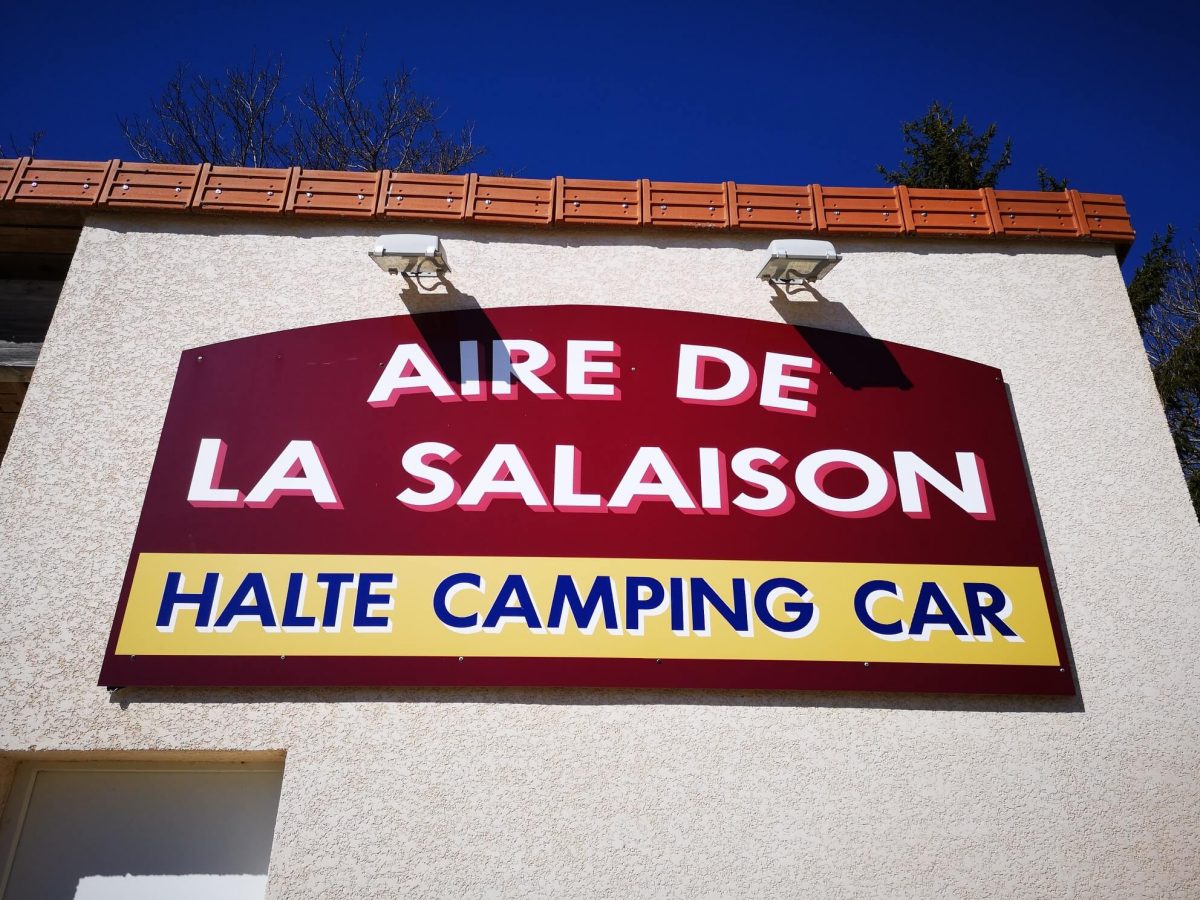 AIRE DE
LA SALAISON
HALTE CAMPING CAR